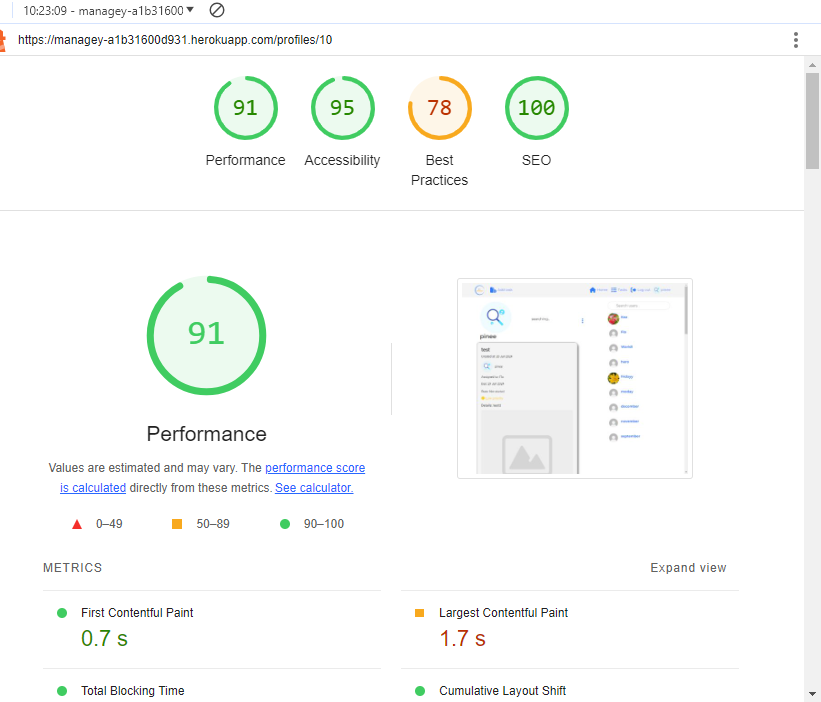 10:23:09 - managey-a1b31600
https://managey-a1b31600d931.herokuapp.com/profiles/10
91
95
78
100
Performance
Accessibility
Best
Practices
SEO
91
Performance
Values are estimated and may vary. The performance score
is calculated directly from these metrics. See calculator.
0–49
50–89
90–100
pinee
test
METRICS
Expand view
First Contentful Paint
0.7 s
Largest Contentful Paint
1.7 s
Total Blocking Time
Cumulative Layout Shift